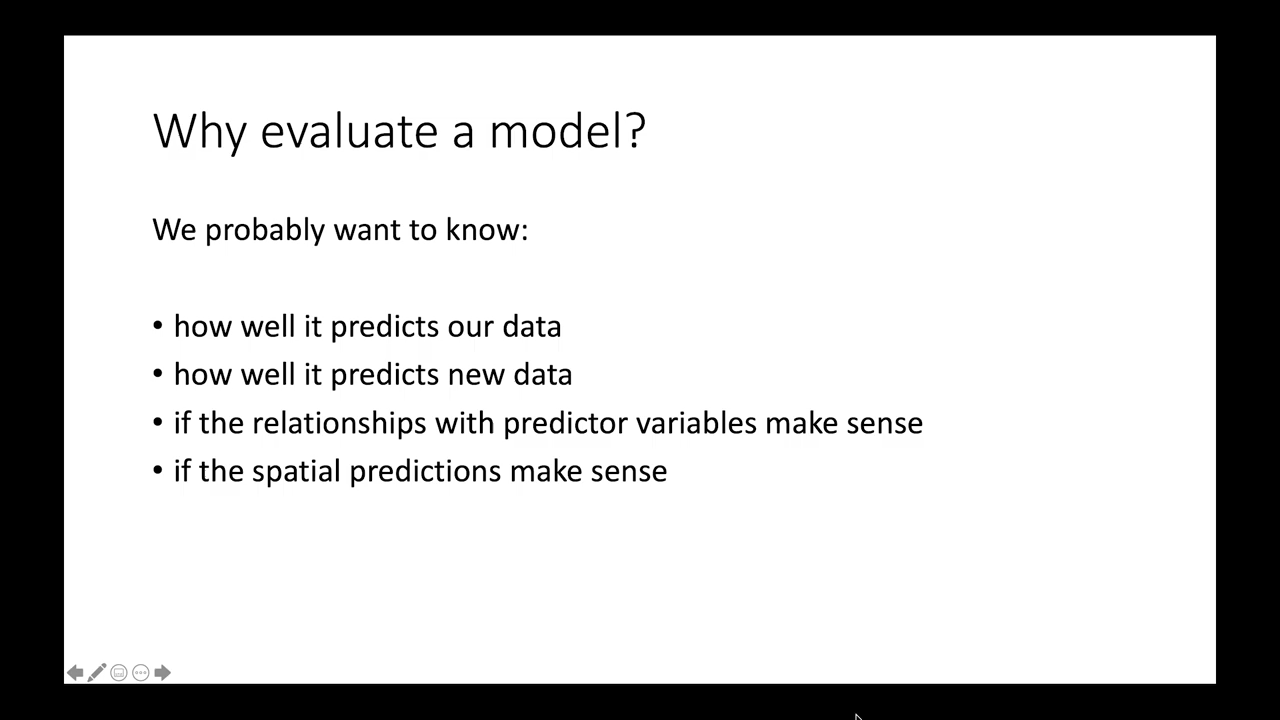 Why evaluate a model?
We probably want to know:
• how well it predicts our data
• how well it predicts new data
• if the relationships with predictor variables make sense
• if the spatial predictions make sense